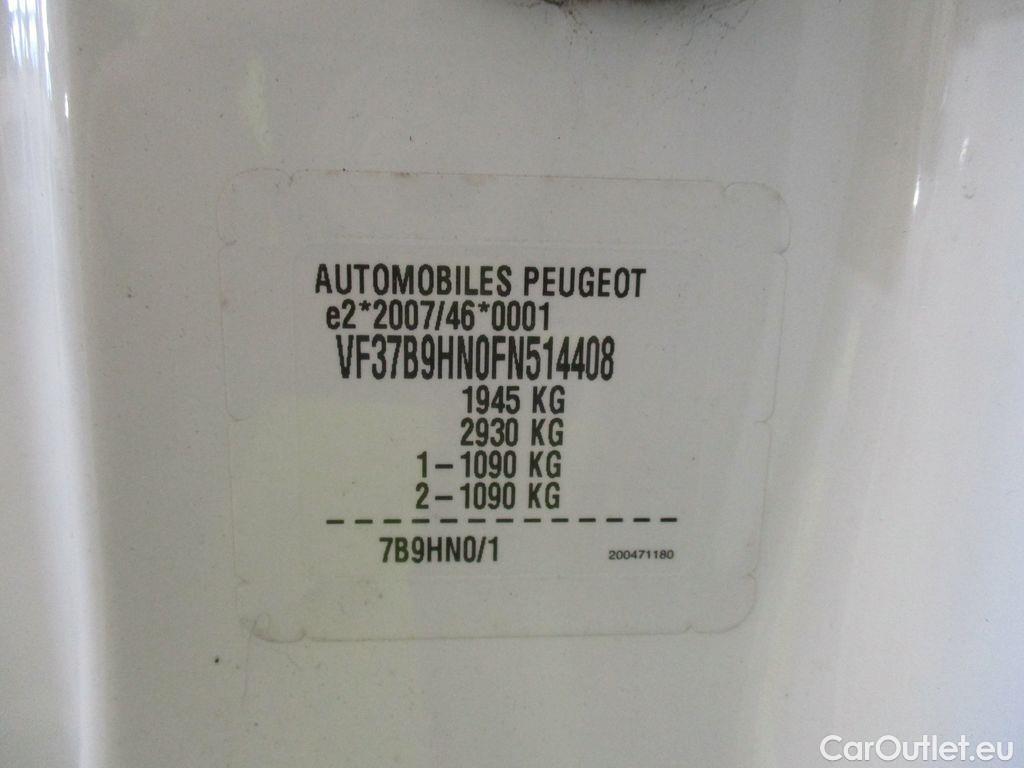 AUTOMOBILES PEUGEOT
e2*2007/46*0001
VF37B9HN0FN514408
1945 KG
2930 KG
1-1090 KG
2-1090 KG
7B9HN0/1
200471180
CarOutlet.eu